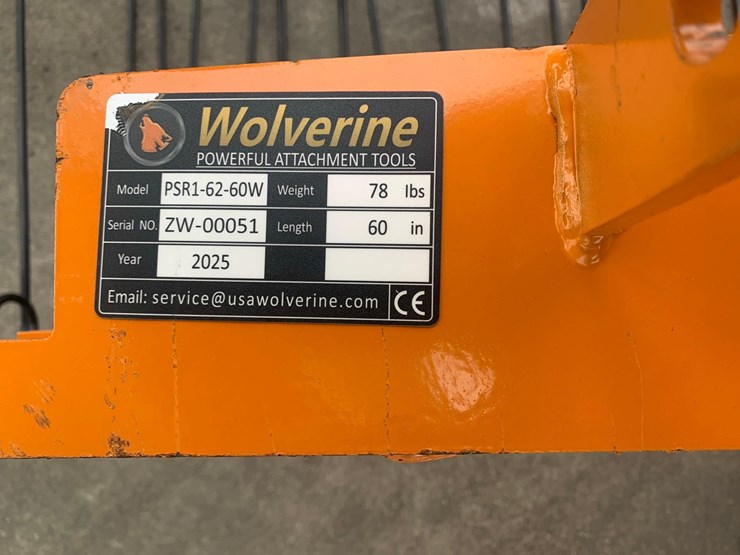 Wolverine
POWERFUL ATTACHMENT TOOLS
Model PSR1-62-60W Weight 78 lbs
Serial NO. ZW-00051 Length 60 in
Year 2025
Email: service@usawolverine.com CE